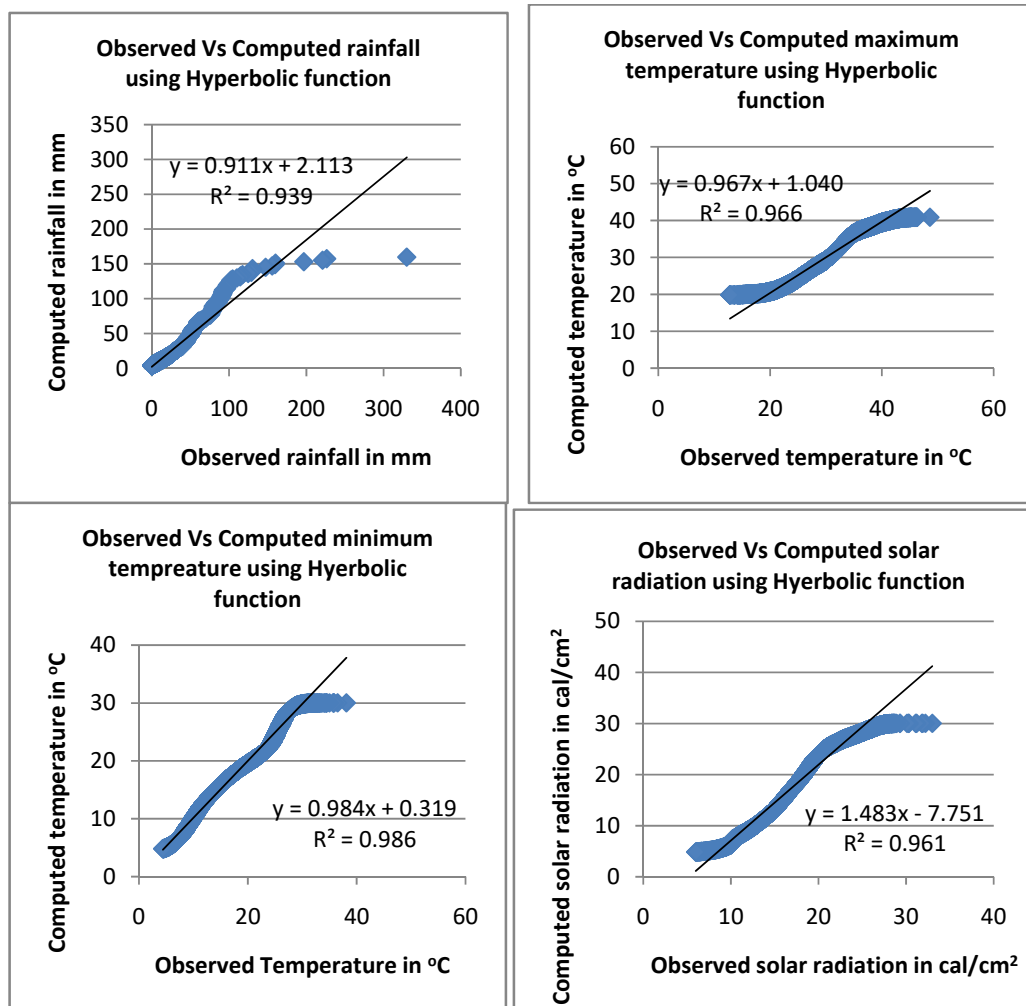 Observed Vs Computed rainfall
using Hyperbolic function
Computed rainfall in mm
350
300
250
200
150
100
50
0
y = 0.911x + 2.113
R² = 0.939
0 100 200 300 400
Observed rainfall in mm
Observed Vs Computed maximum
temperature using Hyperbolic
function
Computed temperature in ᵒC
60
50
40
30
20
10
0
y = 0.967x + 1.040
R² = 0.966
0 20 40 60
Observed temperature in ᵒC
Observed Vs Computed minimum
tempreature using Hyerbolic
function
Computed temperature in ᵒC
40
30
20
10
0
y = 0.984x + 0.319
R² = 0.986
0 20 40 60
Observed Temperature in ᵒC
Observed Vs Computed solar
radiation using Hyerbolic function
Computed solar radiation in cal/cm²
50
40
30
20
10
0
y = 1.483x - 7.751
R² = 0.961
0 10 20 30 40
Observed solar radiation in cal/cm²